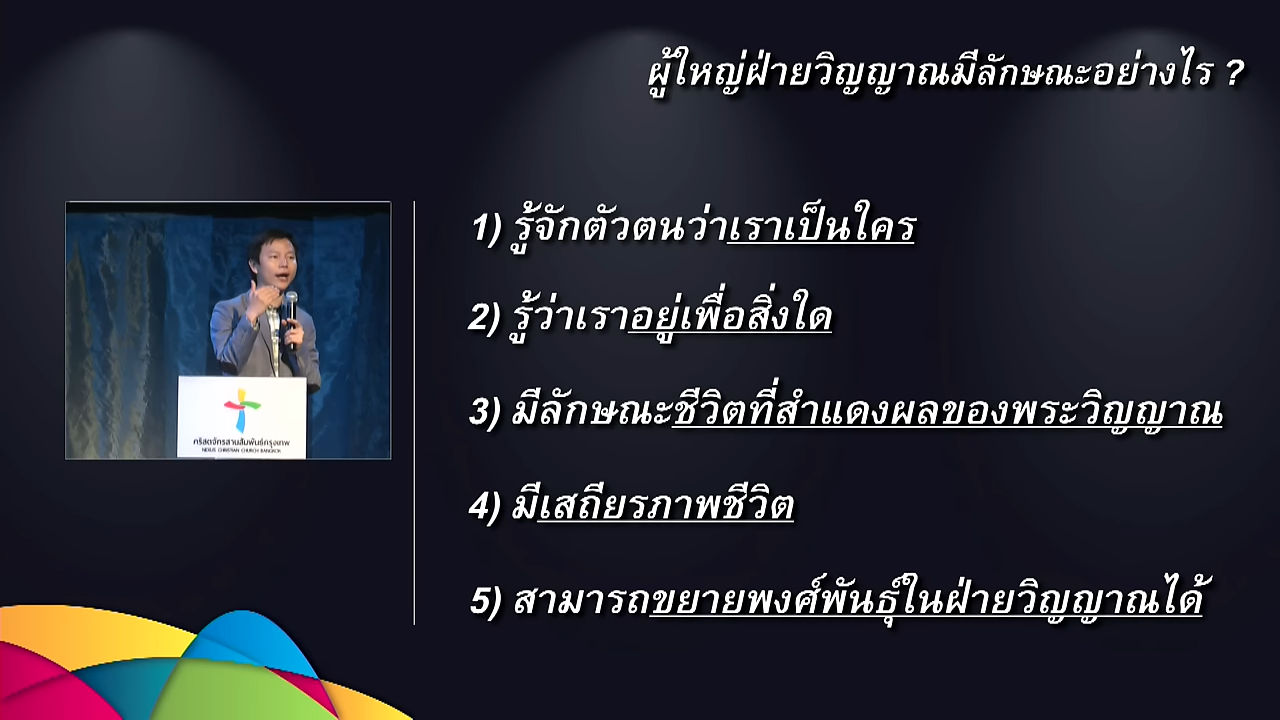 ผู้ใหญ่ฝ่ายวิญญาณมีลักษณะอย่างไร ?
1) รู้จักตัวตนว่าเราเป็นใคร
2) รู้ว่าเราอยู่เพื่อสิ่งใด
3) มีลักษณะชีวิตที่สำแดงผลของพระวิญญาณ
4) มีเสถียรภาพชีวิต
5) สามารถขยายพงศ์พันธุ์ในฝ่ายวิญญาณได้
คริสตจักรสานสัมพันธ์กรุงเทพ
NEXUS CHRISTIAN CHURCH BANGKOK